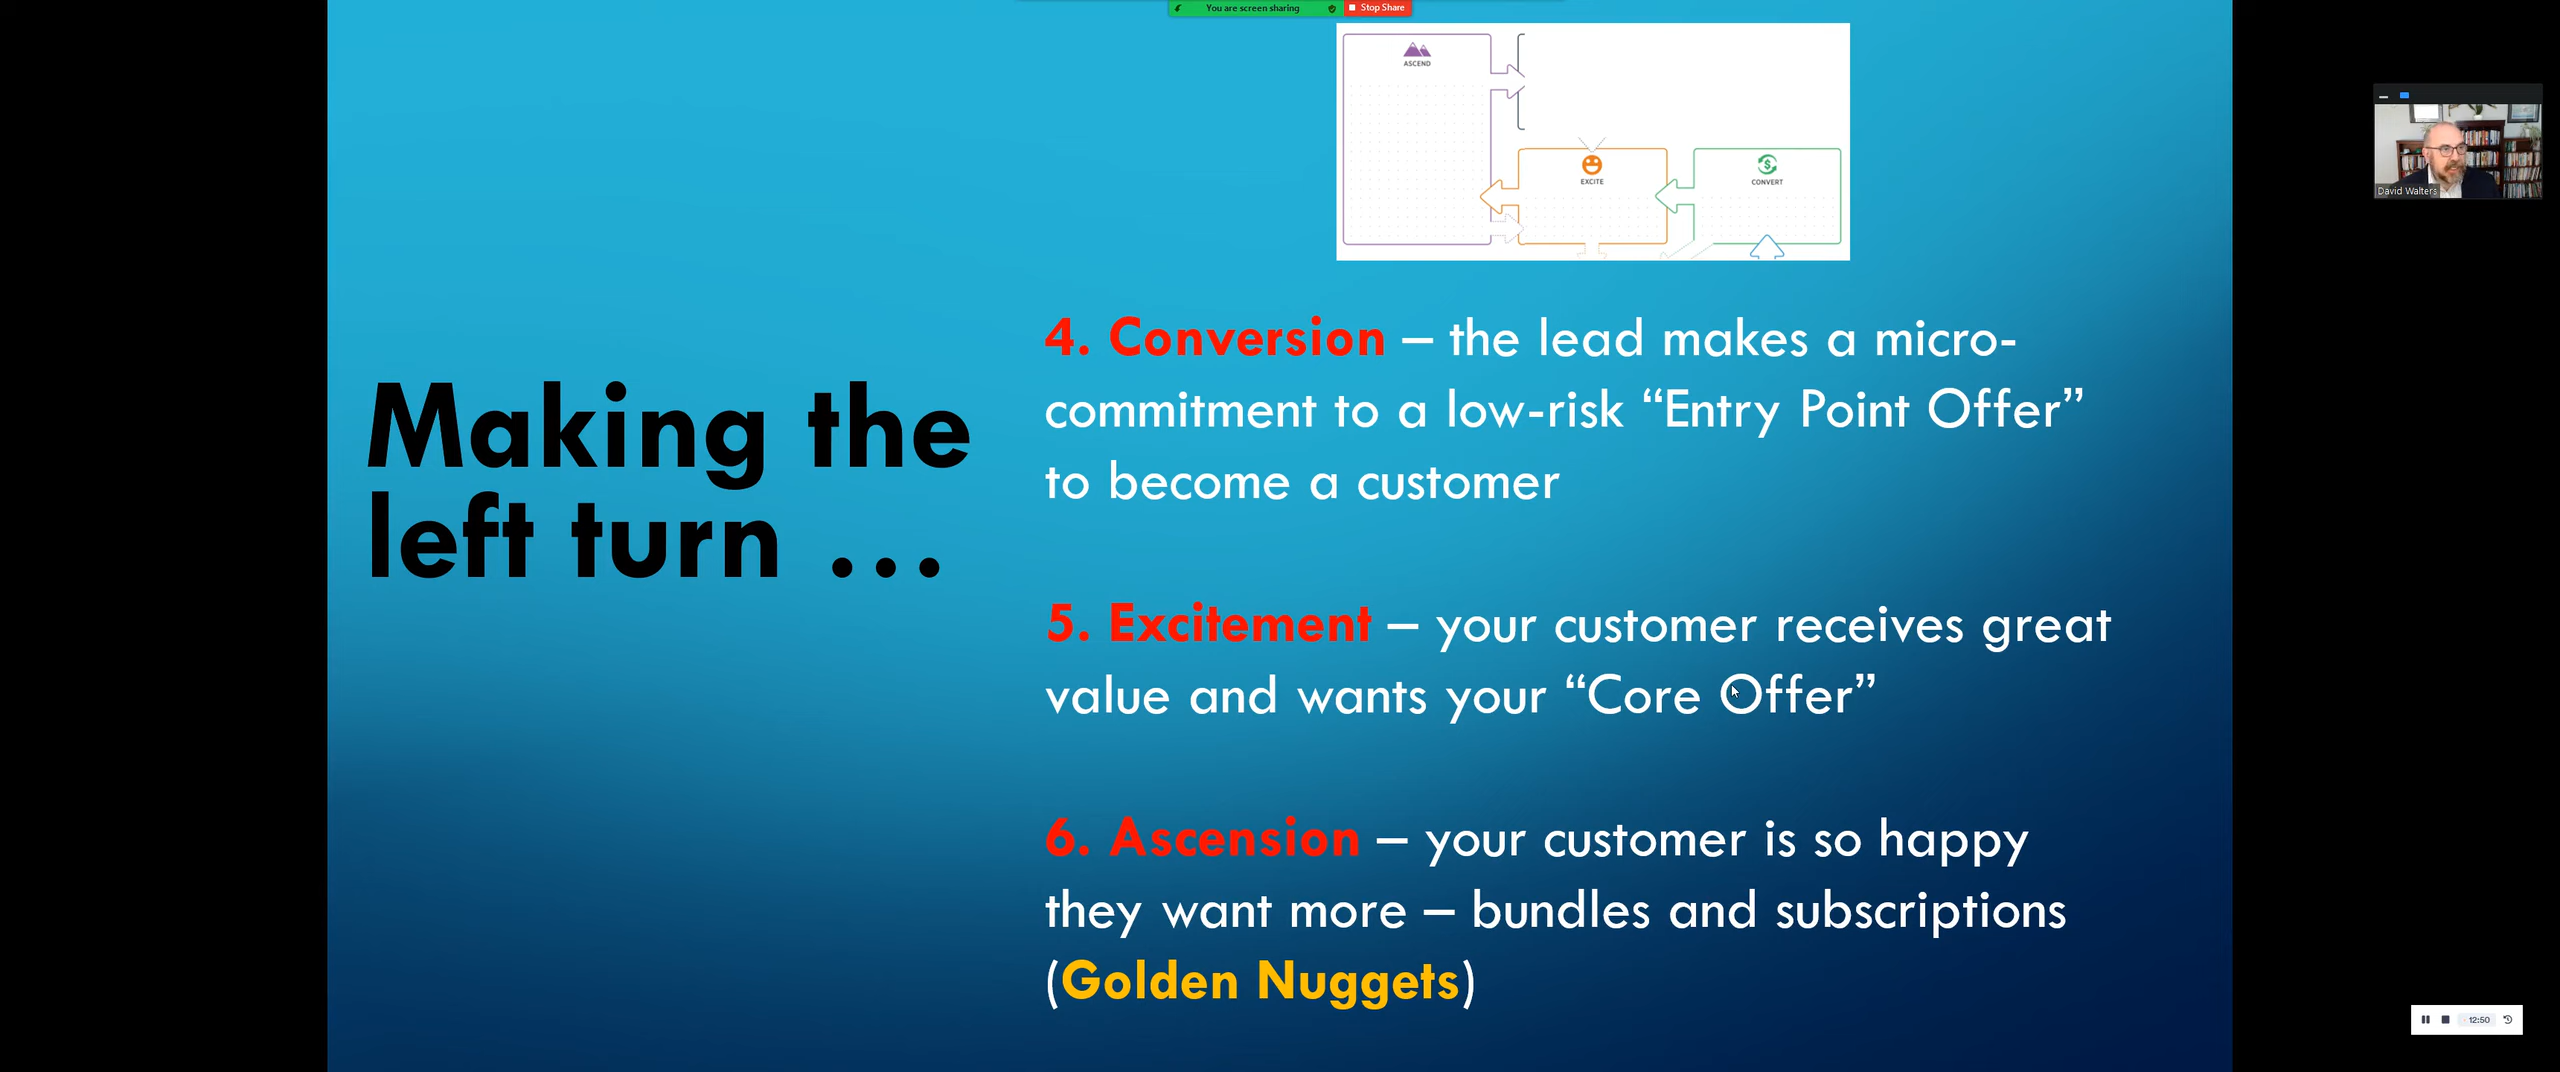 You are screen sharing
Stop Share
ASCEND
EXCITE
CONVERT
David Walters
Making the
left turn …
4. Conversion – the lead makes a micro-
commitment to a low-risk “Entry Point Offer”
to become a customer
5. Excitement – your customer receives great
value and wants your “Core Offer”
6. Ascension – your customer is so happy
they want more – bundles and subscriptions
(Golden Nuggets)
12:50